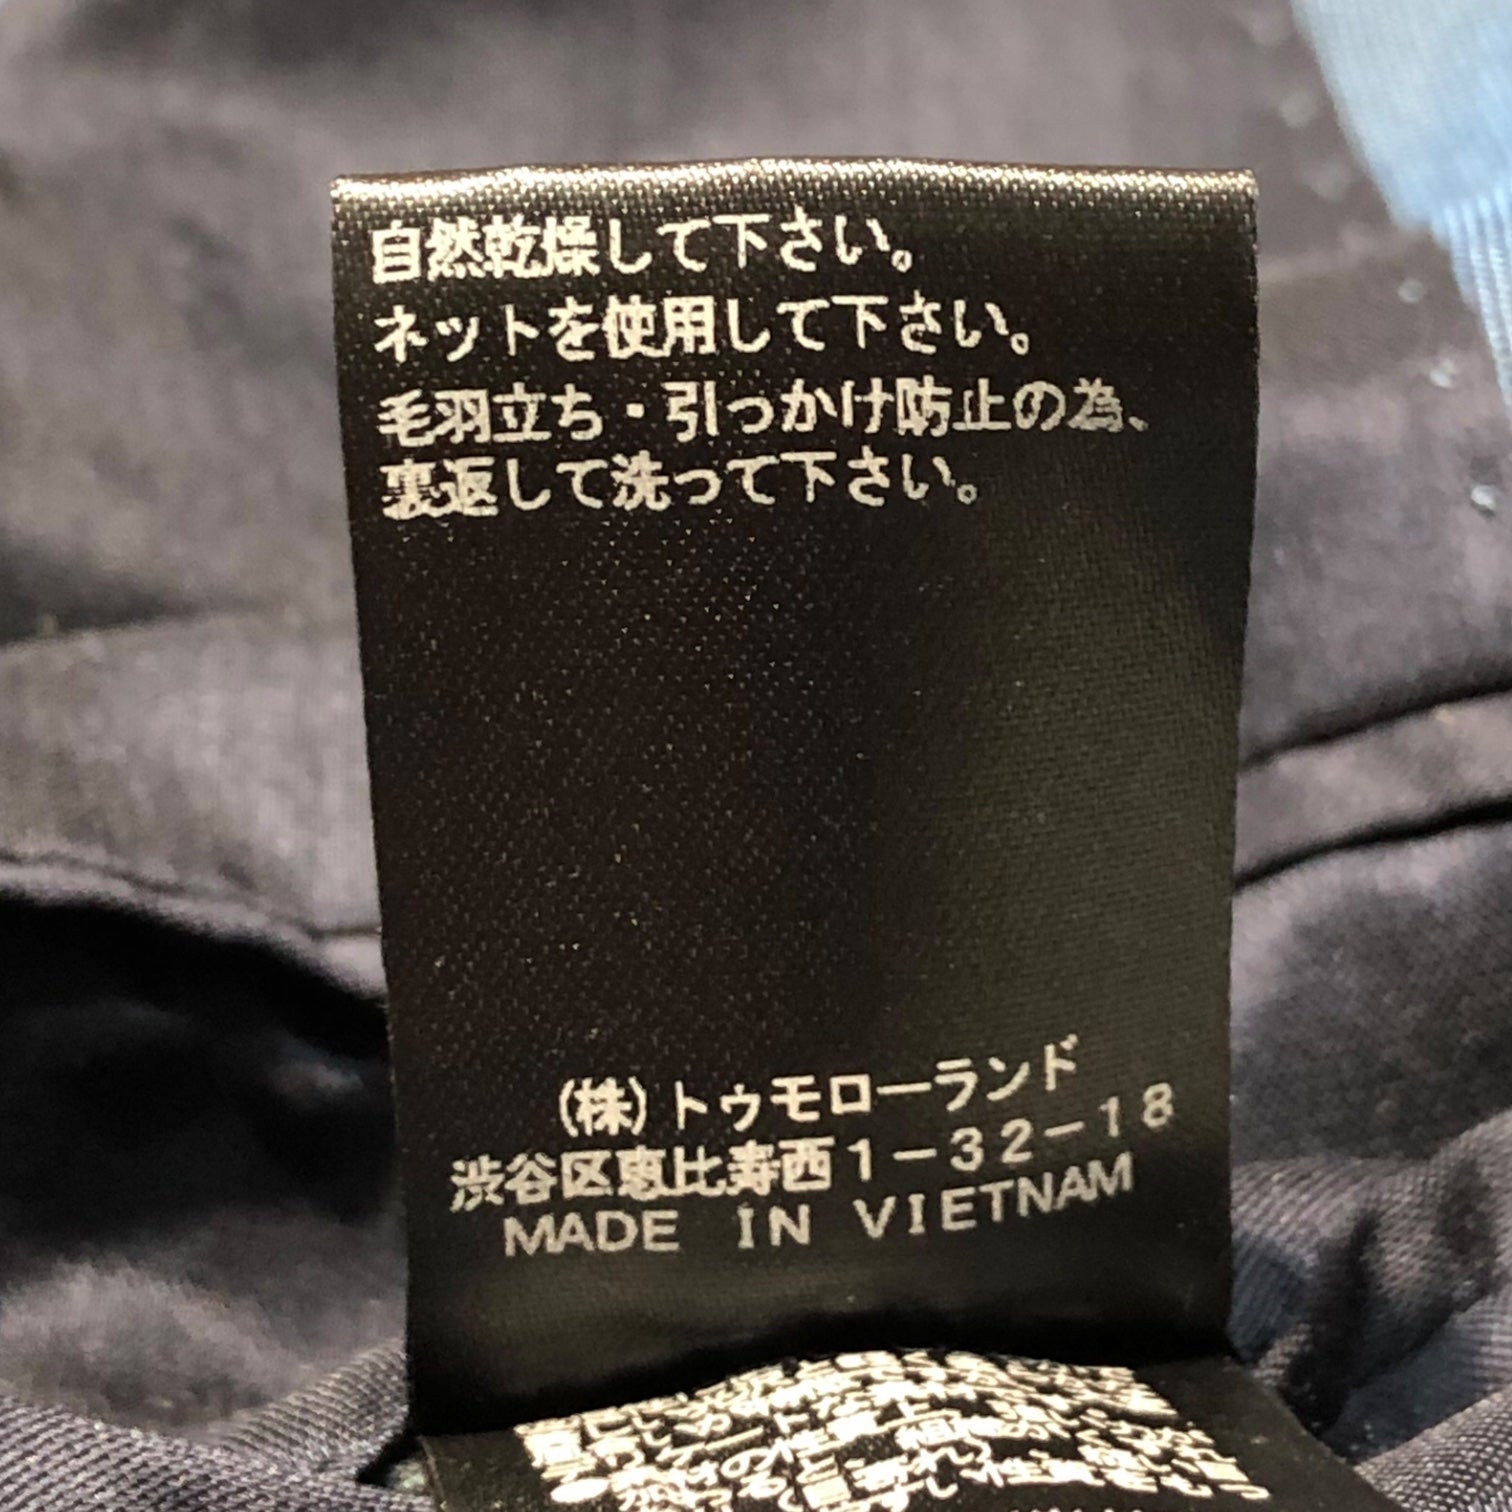 自然乾燥して下さい。
ネットを使用して下さい。
毛羽立ち・引っかけ防止の為、
裏返して洗って下さい。
(株)トゥモローランド
渋谷区恵比寿西1－32－18
MADE IN VIETNAM